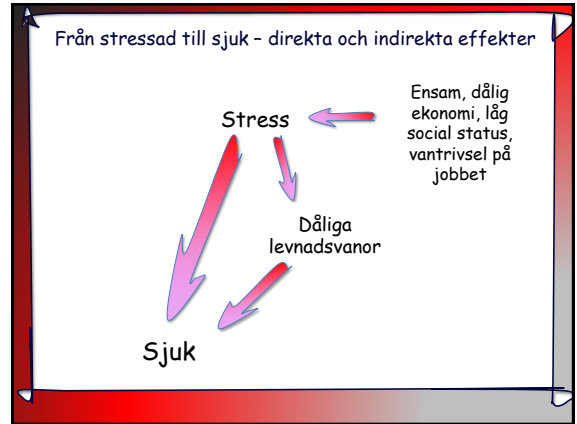 Från stressad till sjuk – direkta och indirekta effekter
Stress
Ensam, dålig
ekonomi, låg
social status,
vantrivsel på
jobbet
Dåliga
levnadsvanor
Sjuk